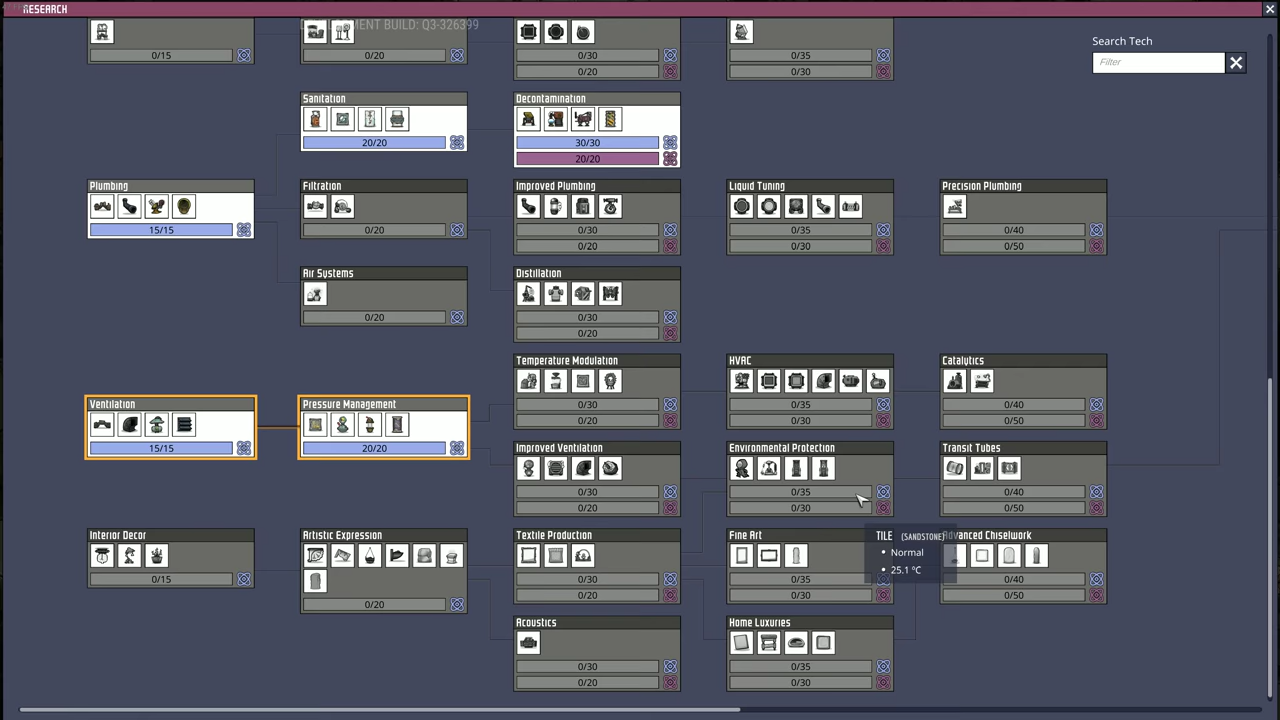 RESEARCH
MENT BUILD: Q3-326399
Search Tech
Filter
0/15
0/20
0/30
0/20
0/35
0/30
Sanitation
20/20
Decontamination
30/30
20/20
Plumbing
15/15
Filtration
0/20
Improved Plumbing
0/30
0/20
Liquid Tuning
0/35
0/30
Precision Plumbing
0/40
0/50
Air Systems
0/20
Distillation
0/30
0/20
Temperature Modulation
0/30
0/20
HVAC
0/35
0/30
Catalytics
0/40
0/50
Ventilation
15/15
Pressure Management
20/20
Improved Ventilation
0/30
0/20
Environmental Protection
0/35
0/30
Transit Tubes
0/40
0/50
Interior Decor
0/15
Artistic Expression
0/20
Textile Production
0/30
0/20
Fine Art
0/35
0/30
TILE (SANDSTONE)
• Normal
• 25.1 °C
Advanced Chiselwork
0/40
0/50
Acoustics
0/30
0/20
Home Luxuries
0/35
0/30